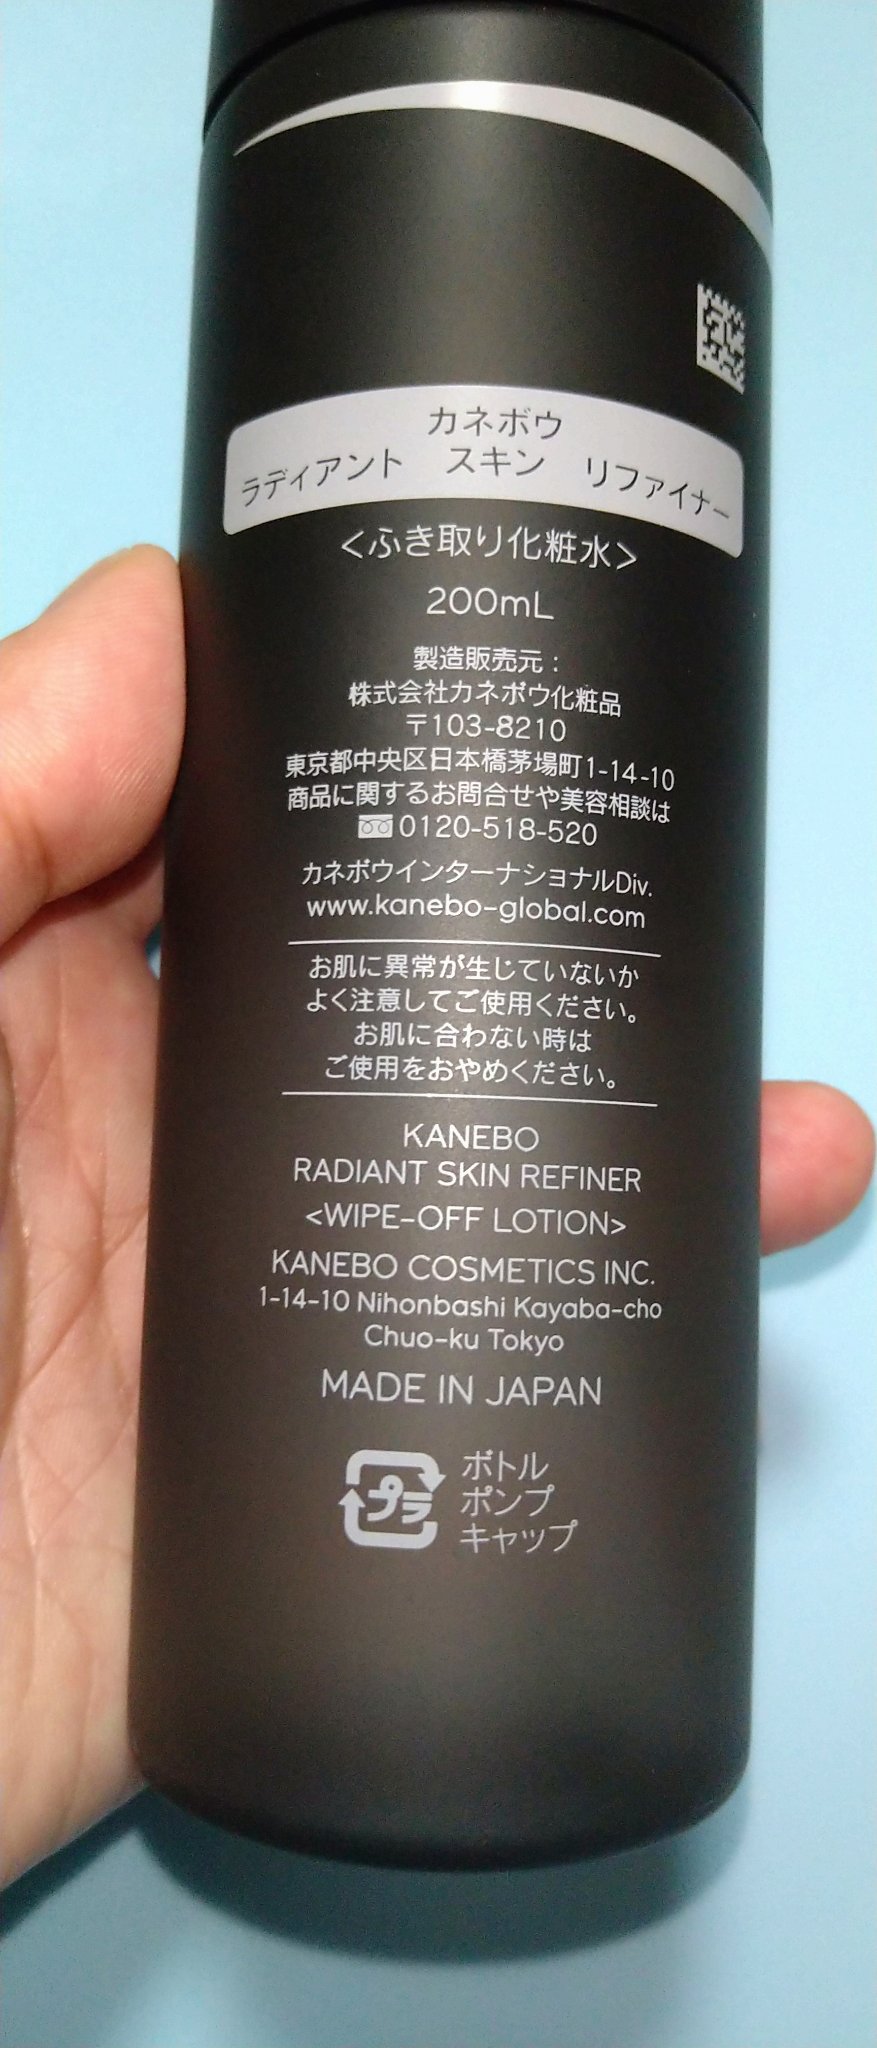 カネボウ
ラディアント スキン リファイナー
<ふき取り化粧水>
200mL
製造販売元：
株式会社カネボウ化粧品
〒103-8210
東京都中央区日本橋茅場町1-14-10
商品に関するお問合せや美容相談は
0120-518-520
カネボウインターナショナルDiv.
www.kanebo-global.com
お肌に異常が生じていないか
よく注意してご使用ください。
お肌に合わない時は
ご使用をおやめください。
KANEBO
RADIANT SKIN REFINER
<WIPE-OFF LOTION>
KANEBO COSMETICS INC.
1-14-10 Nihonbashi Kayaba-cho
Chuo-ku Tokyo
MADE IN JAPAN
プラ ボトル
ポンプ
キャップ